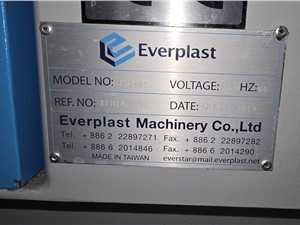 Everplast
MODEL NO: VOLTAGE: HZ:
REF. NO: DATE:
Everplast Machinery Co.,Ltd
Tel. + 886 2 22897271 Fax. + 886 2 22897282
Tel. + 886 6 2014846 Fax. + 886 6 2014290
MADE IN TAIWAN everstar@mail.everplast.net